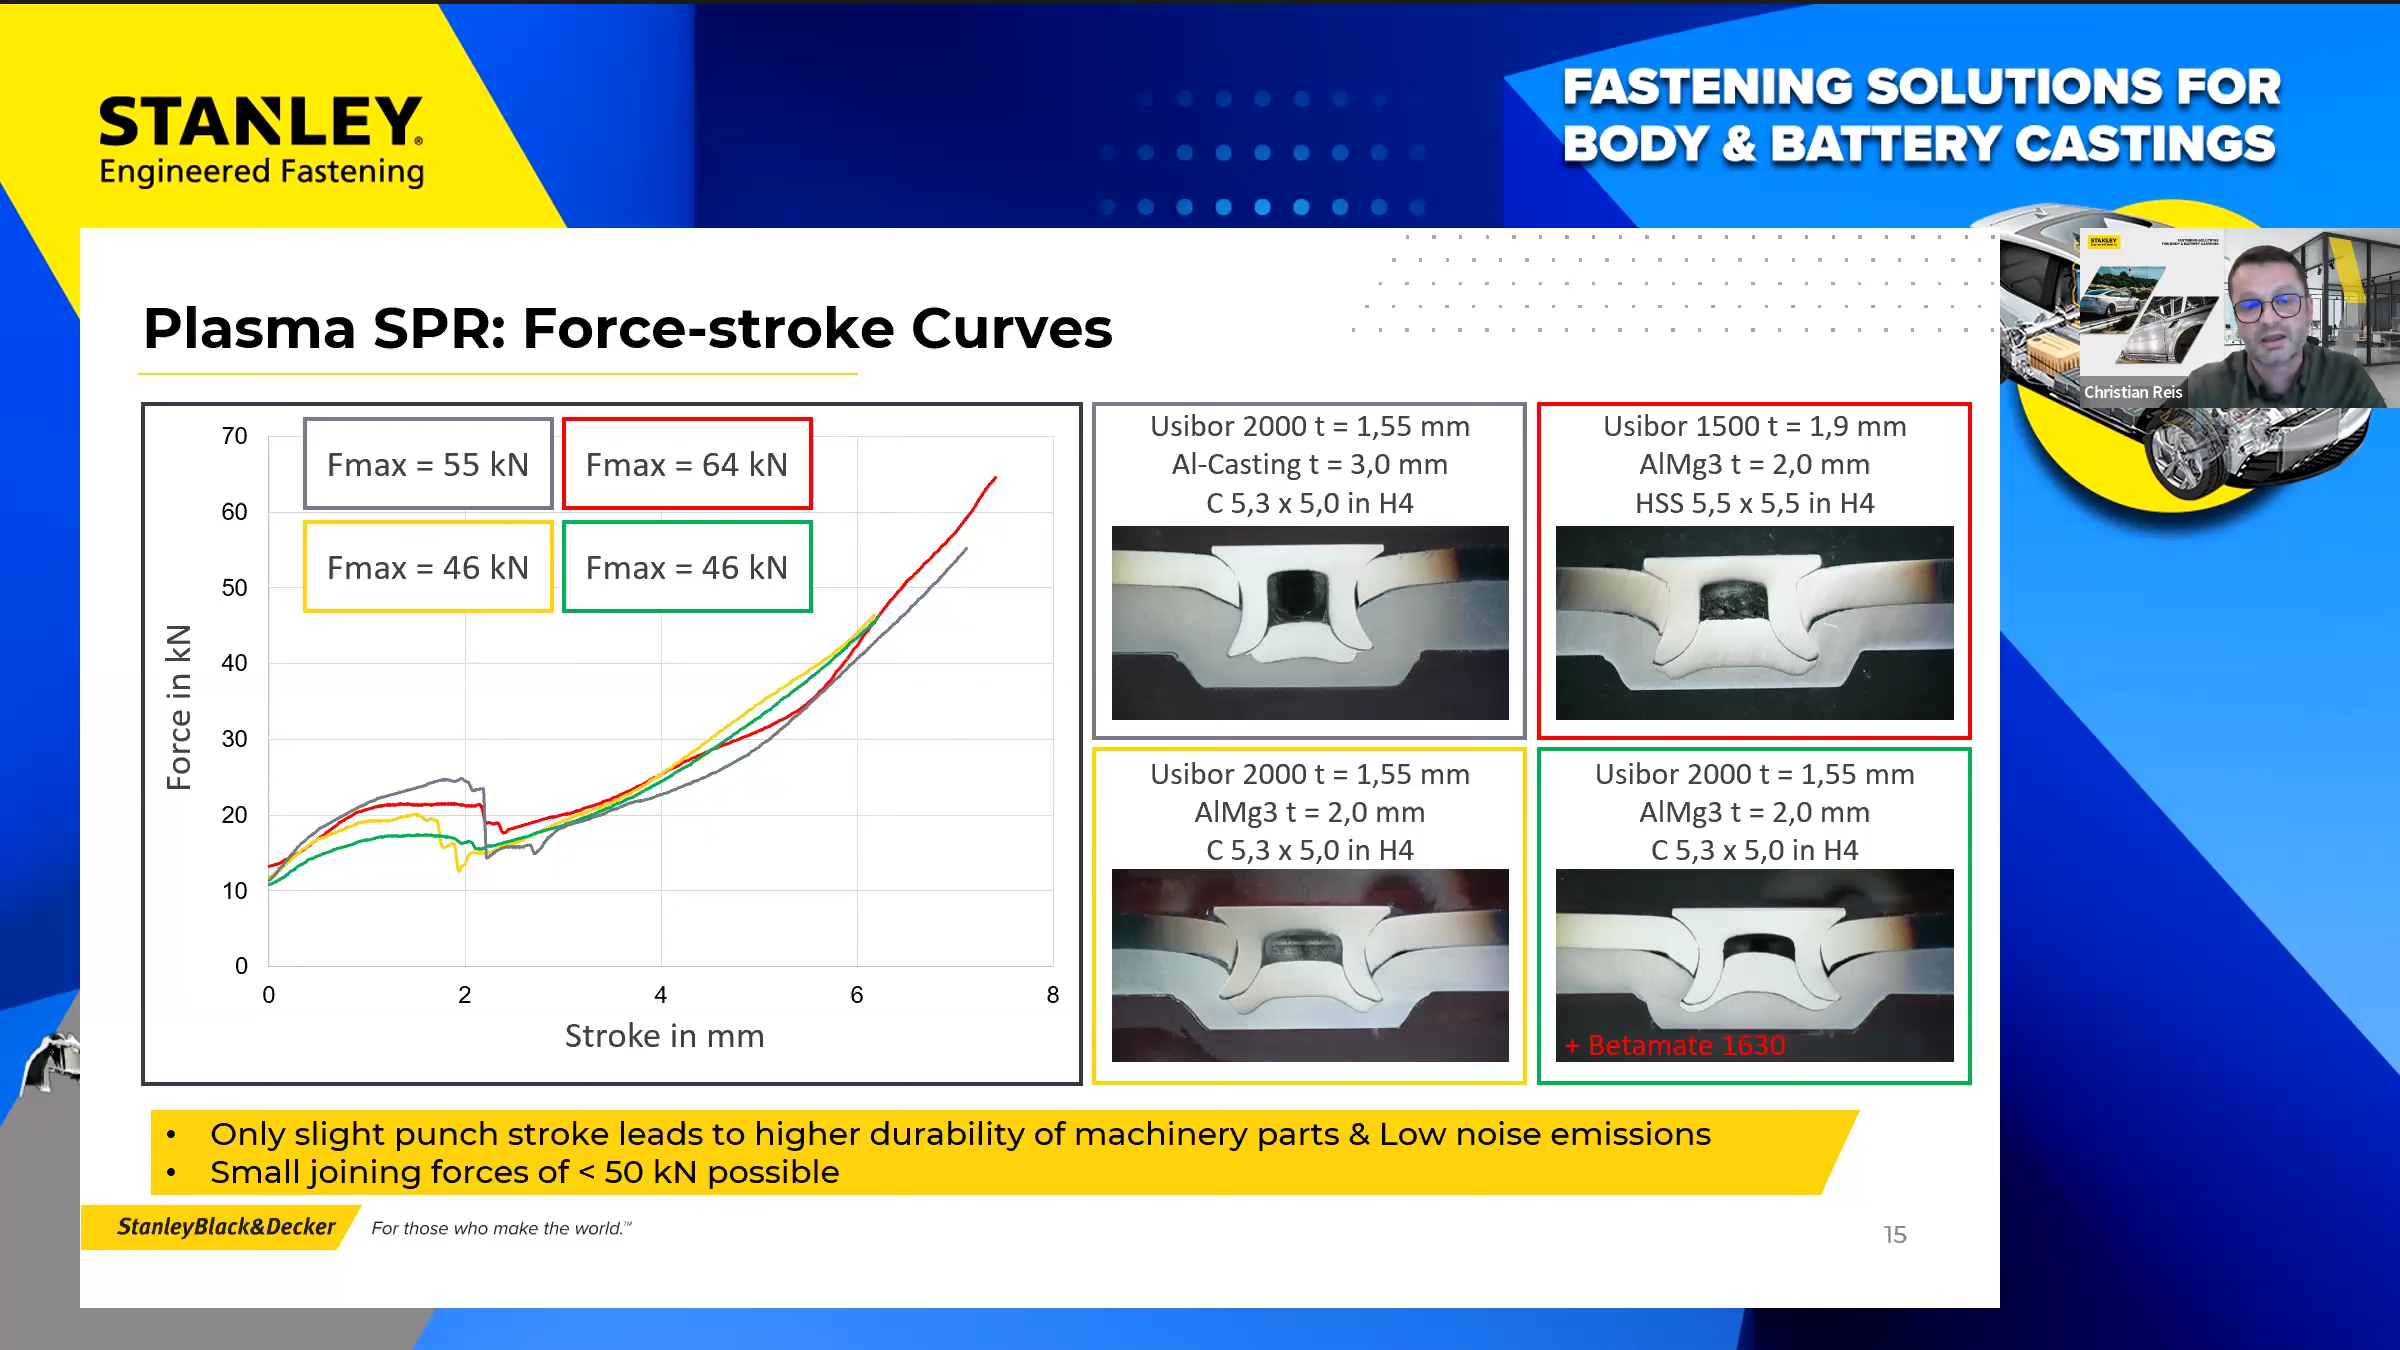 STANLEY®
Engineered Fastening
FASTENING SOLUTIONS FOR
BODY & BATTERY CASTINGS
STANLEY
FASTENING SOLUTIONS
FOR BODY & BATTERY CASTINGS
Christian Reis
Plasma SPR: Force-stroke Curves
Fmax = 55 kN
Fmax = 64 kN
Fmax = 46 kN
Fmax = 46 kN
Force in kN
70
60
50
40
30
20
10
0
0 2 4 6 8
Stroke in mm
Usibor 2000 t = 1,55 mm
Al-Casting t = 3,0 mm
C 5,3 x 5,0 in H4
Usibor 1500 t = 1,9 mm
AlMg3 t = 2,0 mm
HSS 5,5 x 5,5 in H4
Usibor 2000 t = 1,55 mm
AlMg3 t = 2,0 mm
C 5,3 x 5,0 in H4
Usibor 2000 t = 1,55 mm
AlMg3 t = 2,0 mm
C 5,3 x 5,0 in H4
+ Betamate 1630
• Only slight punch stroke leads to higher durability of machinery parts & Low noise emissions
• Small joining forces of < 50 kN possible
StanleyBlack&Decker
For those who make the world.™
15